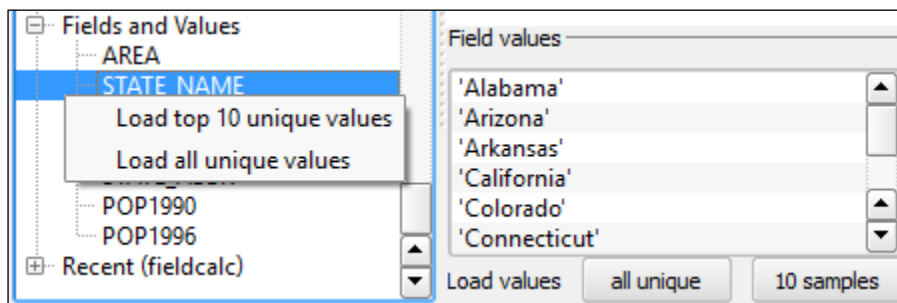 Fields and Values
AREA
STATE_NAME
Load top 10 unique values
Load all unique values
POP1990
POP1996
Recent (fieldcalc)
Field values
'Alabama'
'Arizona'
'Arkansas'
'California'
'Colorado'
'Connecticut'
Load values
all unique
10 samples